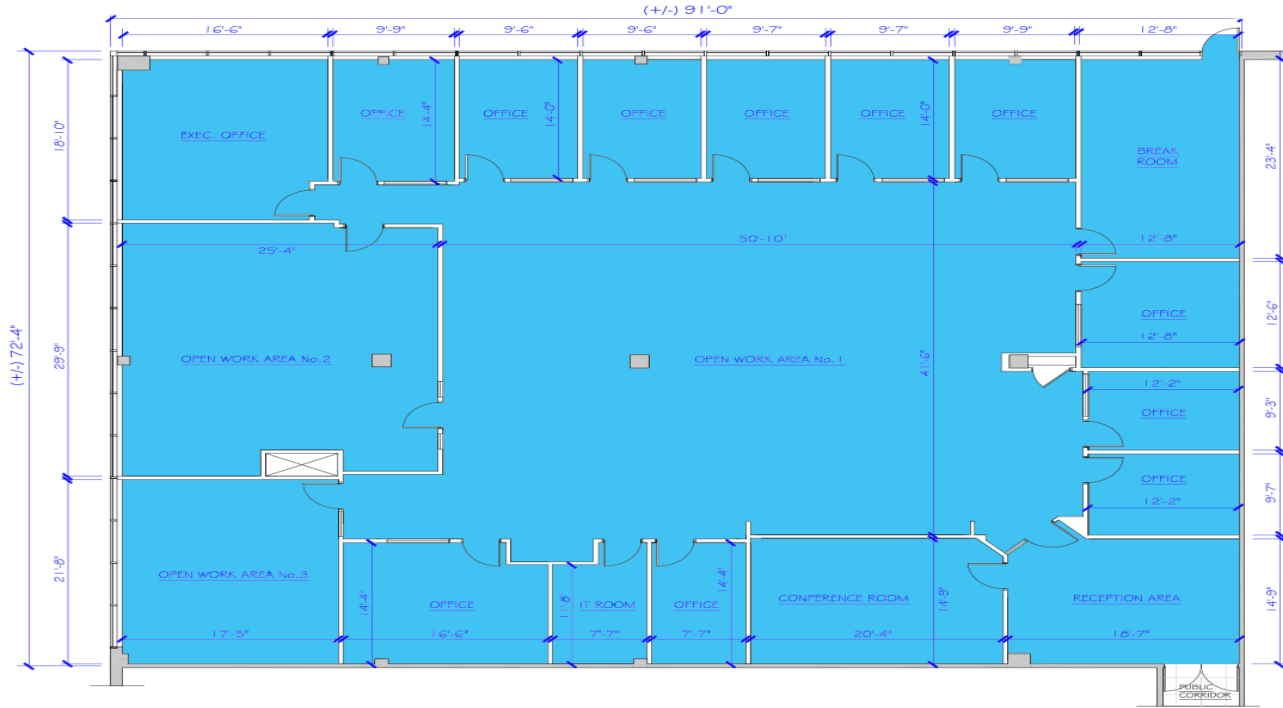 (+/-) 91'-0"
16'-6"
9'-9"
9'-6"
9'-6"
9'-7"
9'-7"
9'-9"
12'-8"
18'-10"
EXEC. OFFICE
OFFICE
14'-4"
OFFICE
14'-0"
OFFICE
OFFICE
OFFICE
14'-0"
OFFICE
BREAK
ROOM
23'-4"
25'-4"
50'-10'
12'-8"
(+/-) 72'-4"
29'-9"
OPEN WORK AREA No.2
OPEN WORK AREA No.1
41'-6"
OFFICE
12'-8"
12'-6"
12'-2"
OFFICE
9'-3"
OFFICE
12'-2"
9'-7"
21'-8"
OPEN WORK AREA No.3
17'-5"
14'-4"
OFFICE
16'-6"
11'-8"
IT ROOM
7'-7"
OFFICE
7'-7"
14'-4"
CONFERENCE ROOM
20'-4"
14'-9"
RECEPTION AREA
18'-7"
14'-9"
PUBLIC
CORRIDOR